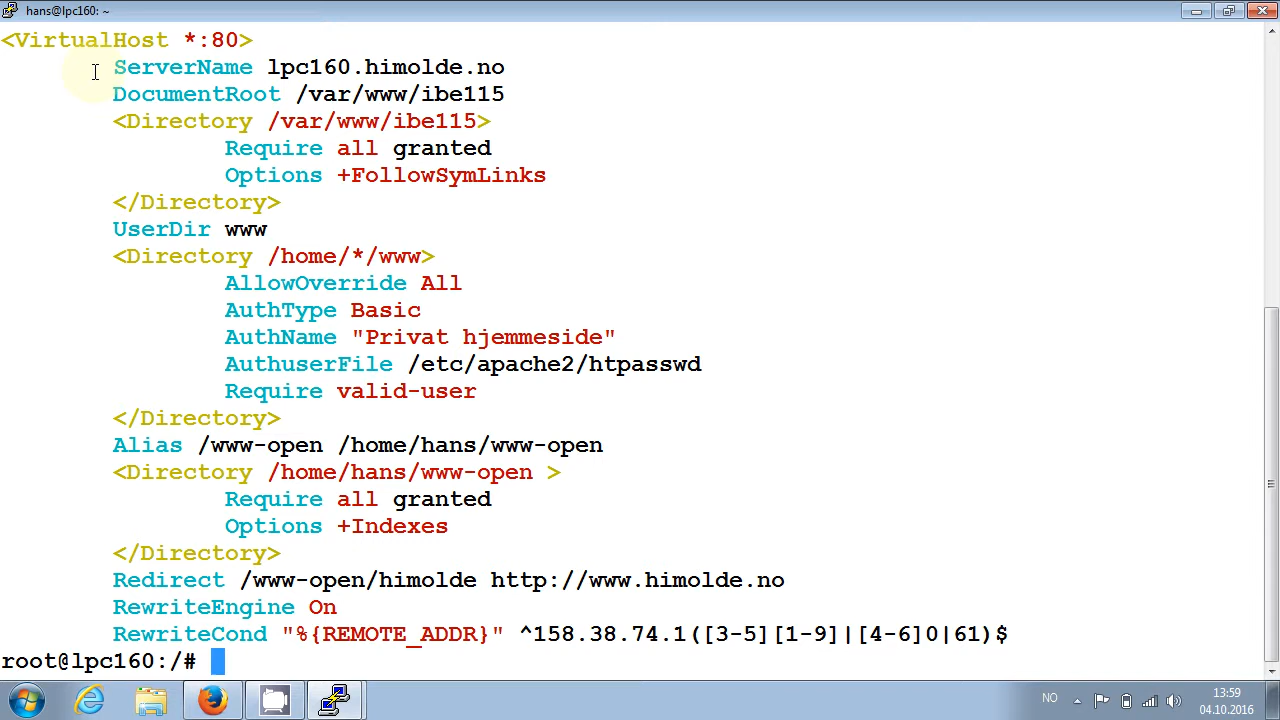 hans@lpc160: ~
<VirtualHost *:80>
ServerName lpc160.himolde.no
DocumentRoot /var/www/ibe115
<Directory /var/www/ibe115>
Require all granted
Options +FollowSymLinks
</Directory>
UserDir www
<Directory /home/*/www>
AllowOverride All
AuthType Basic
AuthName "Privat hjemmeside"
AuthuserFile /etc/apache2/htpasswd
Require valid-user
</Directory>
Alias /www-open /home/hans/www-open
<Directory /home/hans/www-open >
Require all granted
Options +Indexes
</Directory>
Redirect /www-open/himolde http://www.himolde.no
RewriteEngine On
RewriteCond "%{REMOTE_ADDR}" ^158.38.74.1([3-5][1-9]|[4-6]0|61)$
root@lpc160:/#
NO
13:59
04.10.2016